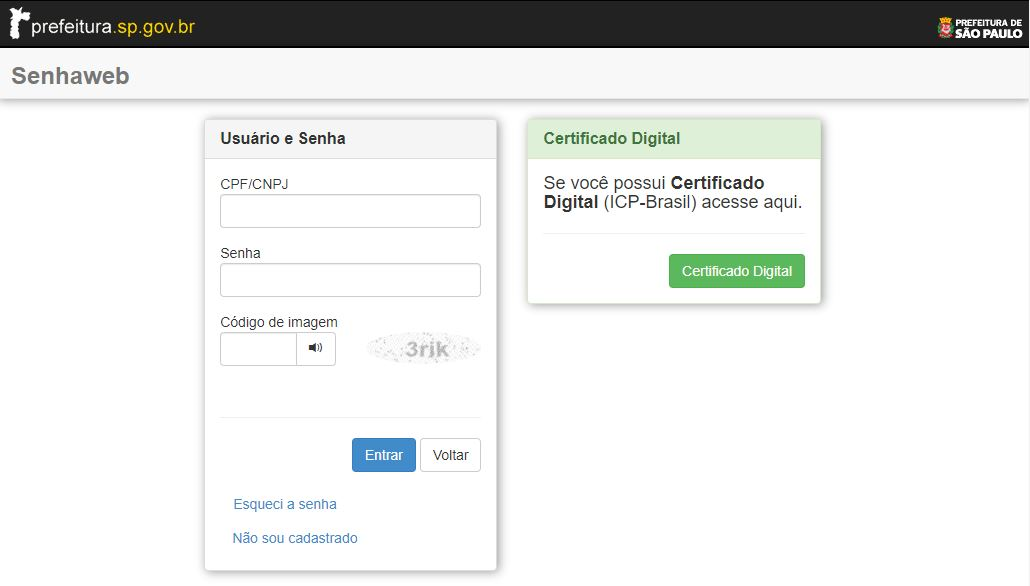 prefeitura.sp.gov.br
PREFEITURA DE
SÃO PAULO
Senhaweb
Usuário e Senha
CPF/CNPJ
Senha
Código de imagem
3rik
Entrar
Voltar
Esqueci a senha
Não sou cadastrado
Certificado Digital
Se você possui Certificado
Digital (ICP-Brasil) acesse aqui.
Certificado Digital